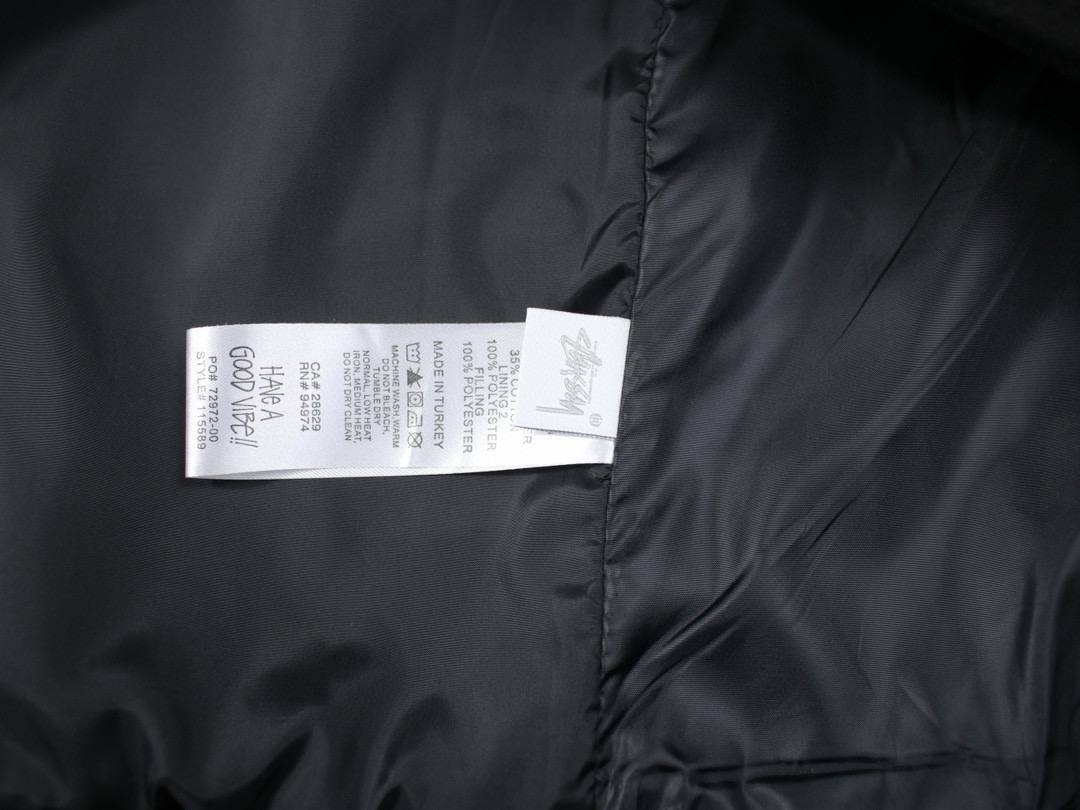 Stüssy
®
35% COTTON
LINING 2
100% POLYESTER
FILLING
100% POLYESTER
MADE IN TURKEY
MACHINE WASH, WARM
DO NOT BLEACH,
TUMBLE DRY
NORMAL, LOW HEAT
IRON, MEDIUM HEAT,
DO NOT DRY CLEAN
CA# 28629
RN# 94974
HAVE A
GOOD VIBE!!
PO# 72972-00
STYLE# 115589